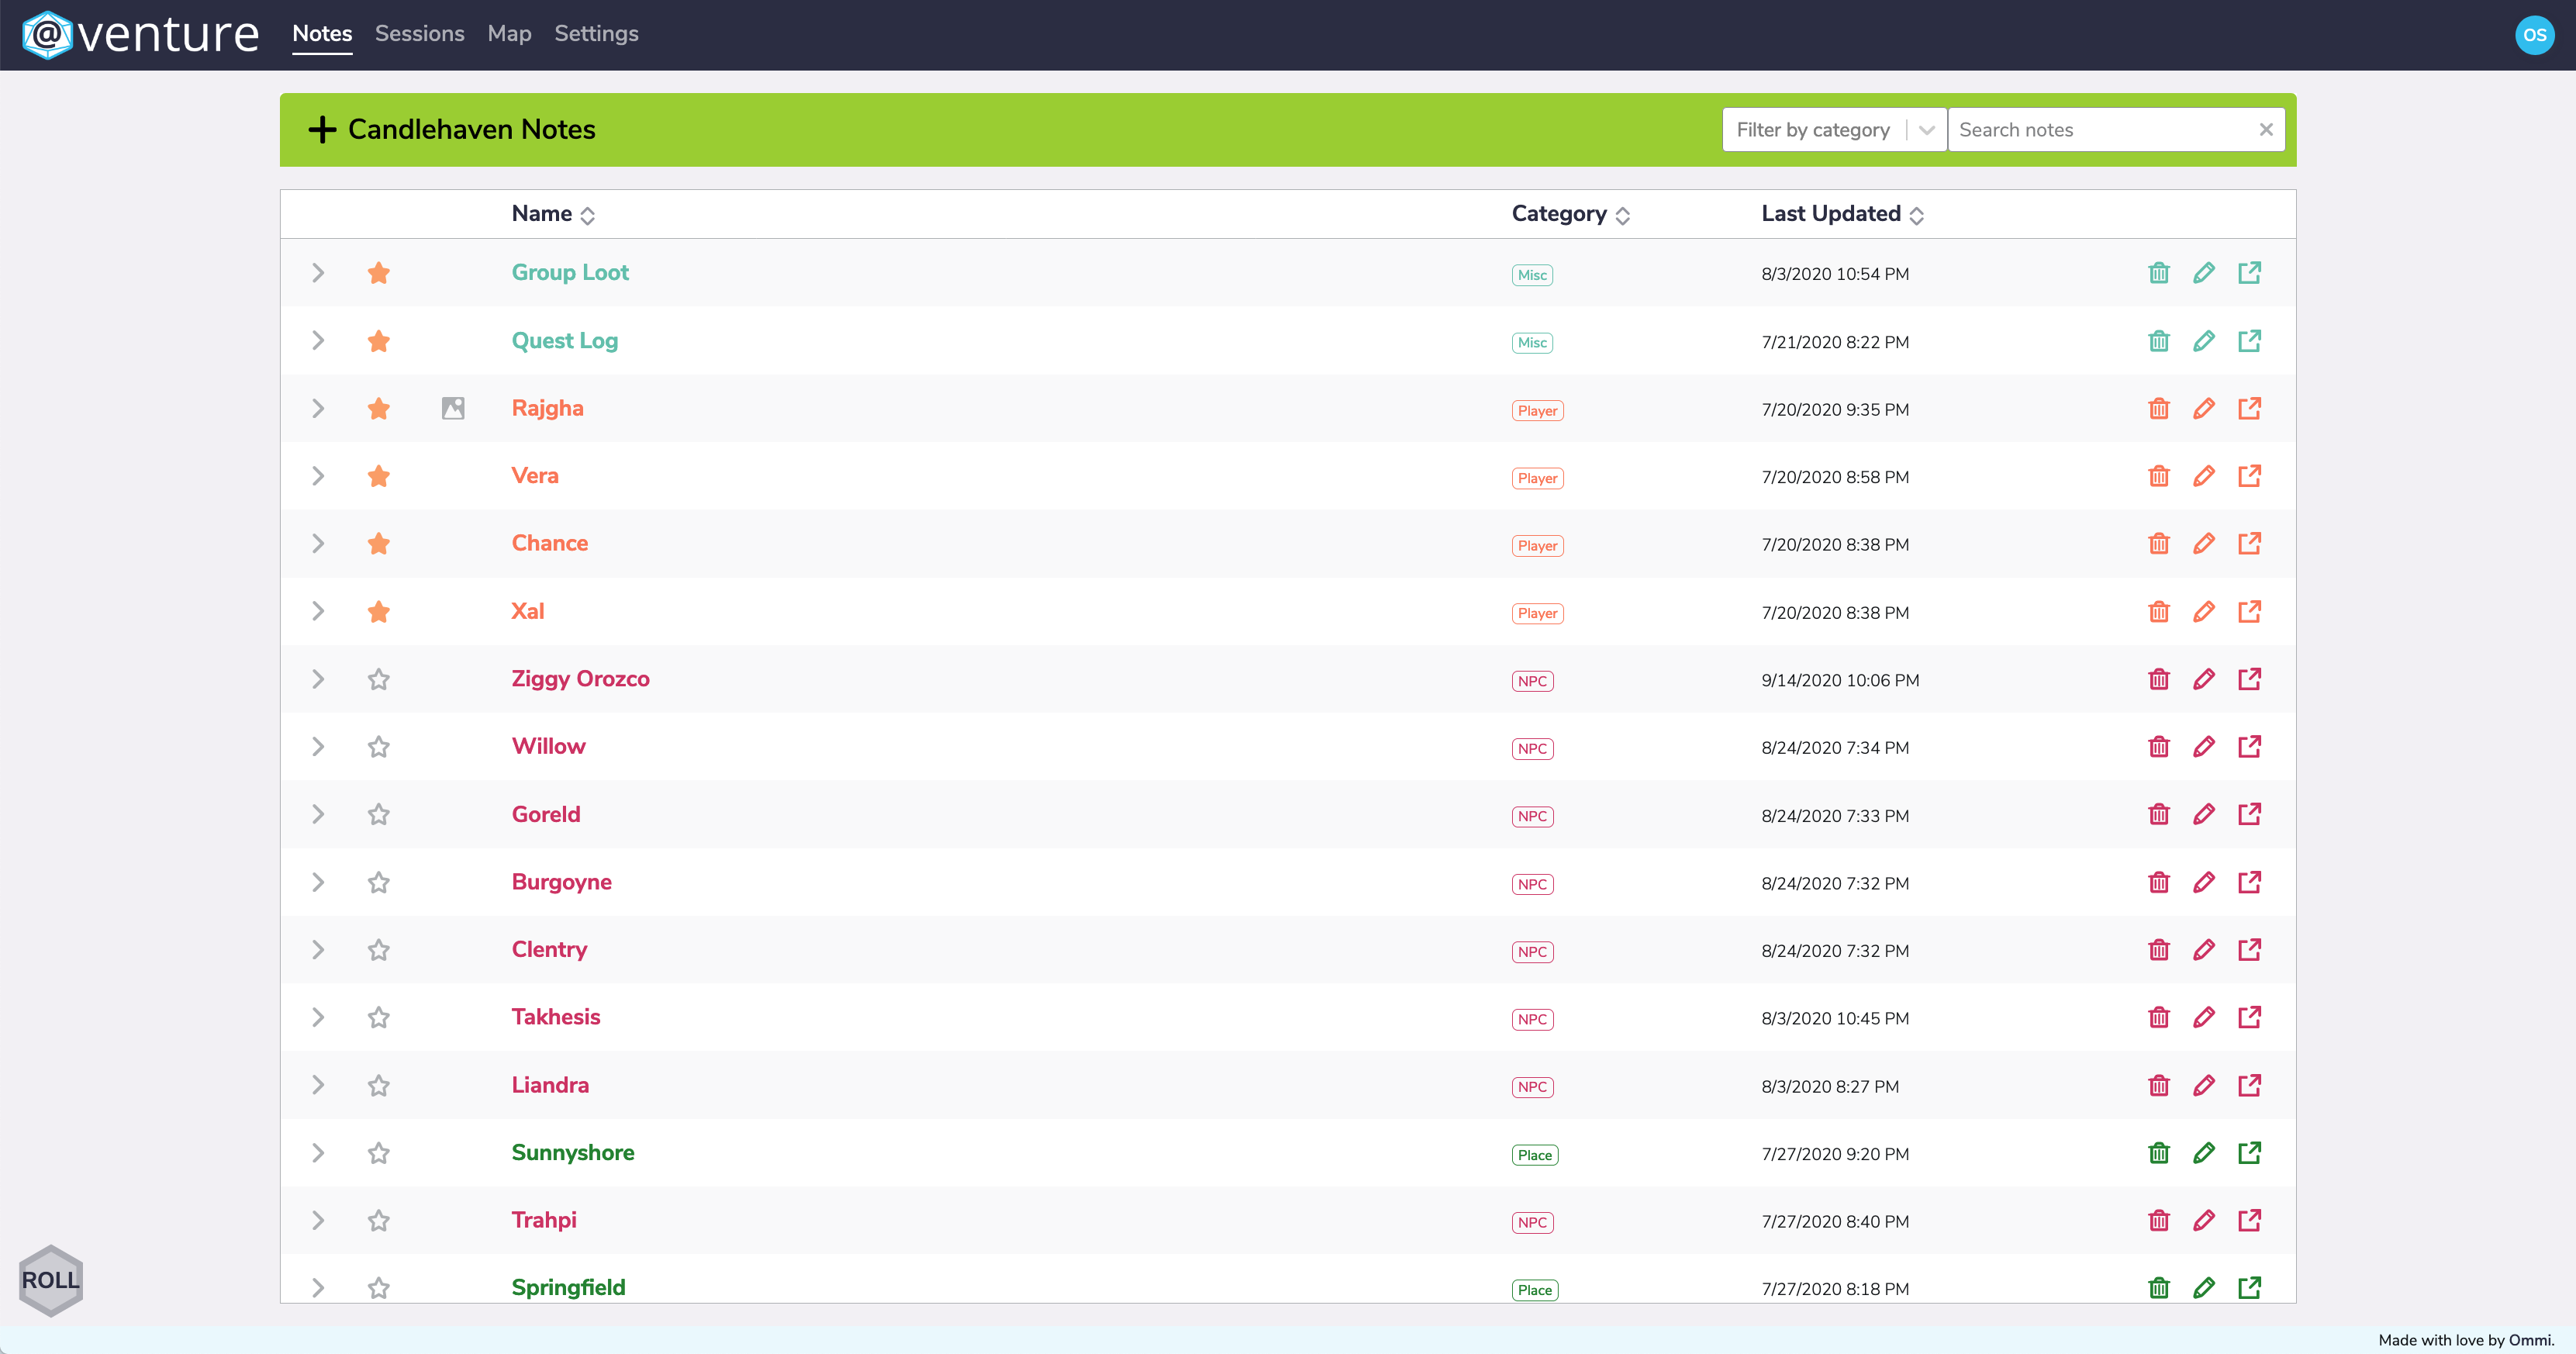 @venture Notes Sessions Map Settings OS
Candlehaven Notes Filter by category Search notes
Name Category Last Updated
Group Loot Misc 8/3/2020 10:54 PM
Quest Log Misc 7/21/2020 8:22 PM
Rajgha Player 7/20/2020 9:35 PM
Vera Player 7/20/2020 8:58 PM
Chance Player 7/20/2020 8:38 PM
Xal Player 7/20/2020 8:38 PM
Ziggy Orozco NPC 9/14/2020 10:06 PM
Willow NPC 8/24/2020 7:34 PM
Goreld NPC 8/24/2020 7:33 PM
Burgoyne NPC 8/24/2020 7:32 PM
Clentry NPC 8/24/2020 7:32 PM
Takhesis NPC 8/3/2020 10:45 PM
Liandra NPC 8/3/2020 8:27 PM
Sunnyshore Place 7/27/2020 9:20 PM
Trahpi NPC 7/27/2020 8:40 PM
Springfield Place 7/27/2020 8:18 PM
ROLL
Made with love by Ommi.